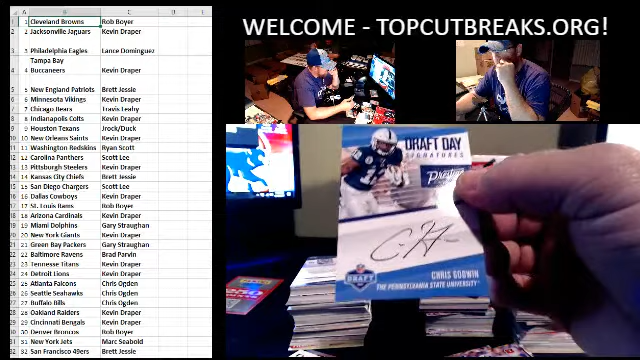 WELCOME - TOPCUTBREAKS.ORG!
A B C D E
1 Cleveland Browns Rob Boyer
2 Jacksonville Jaguars Kevin Draper
3 Philadelphia Eagles Lance Dominguez
Tampa Bay
4 Buccaneers Kevin Draper
5 New England Patriots Brett Jessie
6 Minnesota Vikings Kevin Draper
7 Chicago Bears Travis Leahy
8 Indianapolis Colts Kevin Draper
9 Houston Texans Jrock/Duck
10 New Orleans Saints Kevin Draper
11 Washington Redskins Ryan Scott
12 Carolina Panthers Scott Lee
13 Pittsburgh Steelers Kevin Draper
14 Kansas City Chiefs Brett Jessie
15 San Diego Chargers Scott Lee
16 Dallas Cowboys Kevin Draper
17 St. Louis Rams Rob Boyer
18 Arizona Cardinals Kevin Draper
19 Miami Dolphins Gary Straughan
20 New York Giants Kevin Draper
21 Green Bay Packers Gary Straughan
22 Baltimore Ravens Brad Parvin
23 Tennessee Titans Kevin Draper
24 Detroit Lions Kevin Draper
25 Atlanta Falcons Chris Ogden
26 Seattle Seahawks Chris Ogden
27 Buffalo Bills Chris Ogden
28 Oakland Raiders Kevin Draper
29 Cincinnati Bengals Kevin Draper
30 Denver Broncos Rob Boyer
31 New York Jets Marc Seabold
32 San Francisco 49ers Brett Jessie
DRAFT DAY
SIGNATURES
Prestige
DRAFT
CHRIS GODWIN
THE PENNSYLVANIA STATE UNIVERSITY